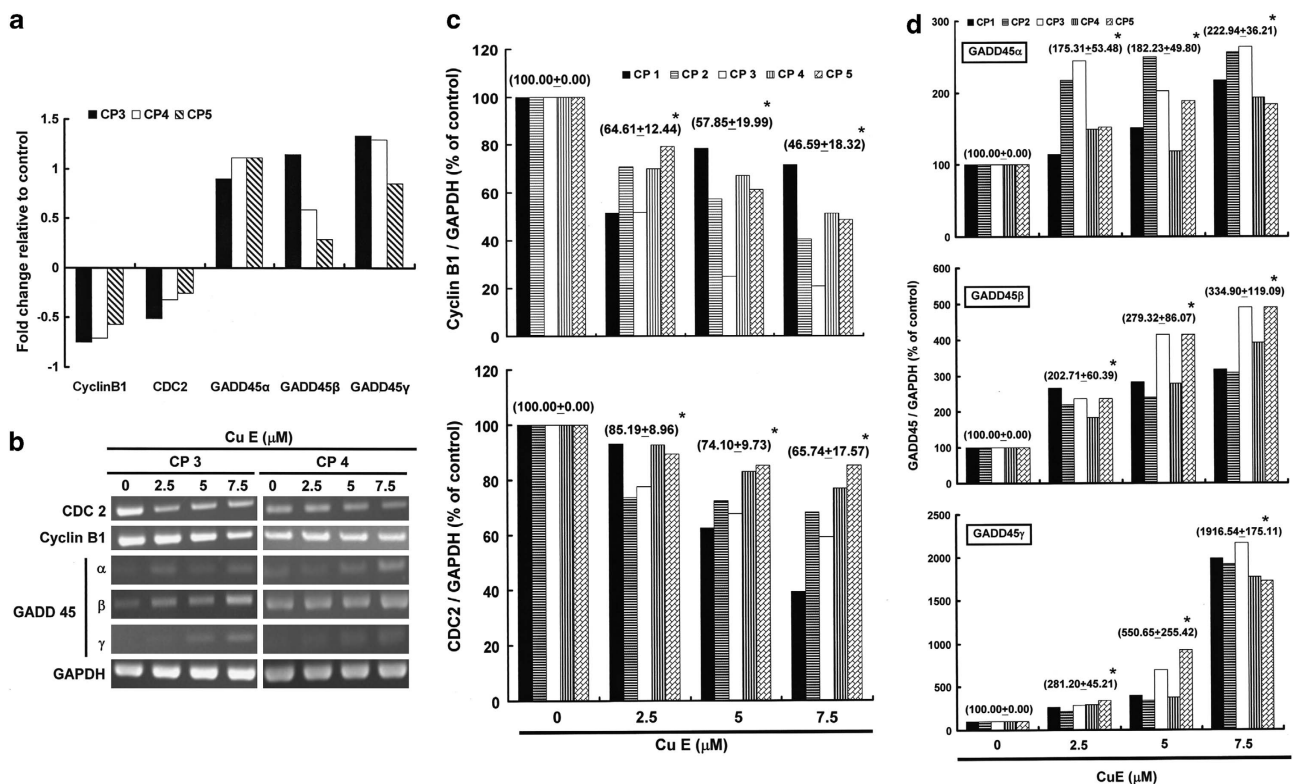 a
CP3 CP4 CP5
Fold change relative to control
1.5
1
0.5
0
-0.5
-1
CyclinB1 CDC2 GADD45α GADD45β GADD45γ
b
Cu E (μM)
CP 3 CP 4
0 2.5 5 7.5 0 2.5 5 7.5
CDC 2
Cyclin B1
GADD 45
α
β
γ
GAPDH
c
Cyclin B1 / GAPDH (% of control)
120
100
80
60
40
20
0
CP 1 CP 2 CP 3 CP 4 CP 5
(100.00±0.00)
(64.61±12.44) *
(57.85±19.99) *
(46.59±18.32) *
CDC2 / GAPDH (% of control)
120
100
80
60
40
20
0
(100.00±0.00)
(85.19±8.96) *
(74.10±9.73) *
(65.74±17.57) *
0 2.5 5 7.5
Cu E (μM)
d
CP1 CP2 CP3 CP4 CP5
GADD45α
300
250
200
150
100
50
0
(100.00±0.00)
(175.31±53.48) *
(182.23±49.80) *
(222.94±36.21) *
GADD45 / GAPDH (% of control)
GADD45β
600
500
400
300
200
100
0
(100.00±0.00)
(202.71±60.39) *
(279.32±86.07) *
(334.90±119.09) *
GADD45γ
2500
2000
1500
1000
500
0
(100.00±0.00)
(281.20±45.21) *
(550.65±255.42) *
(1916.54±175.11) *
0 2.5 5 7.5
CuE (μM)